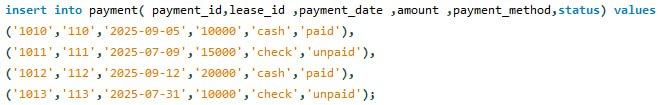 insert into payment( payment_id,lease_id ,payment_date ,amount ,payment_method,status) values
('1010','110','2025-09-05','10000','cash','paid'),
('1011','111','2025-07-09','15000','check','unpaid'),
('1012','112','2025-09-12','20000','cash','paid'),
('1013','113','2025-07-31','10000','check','unpaid');